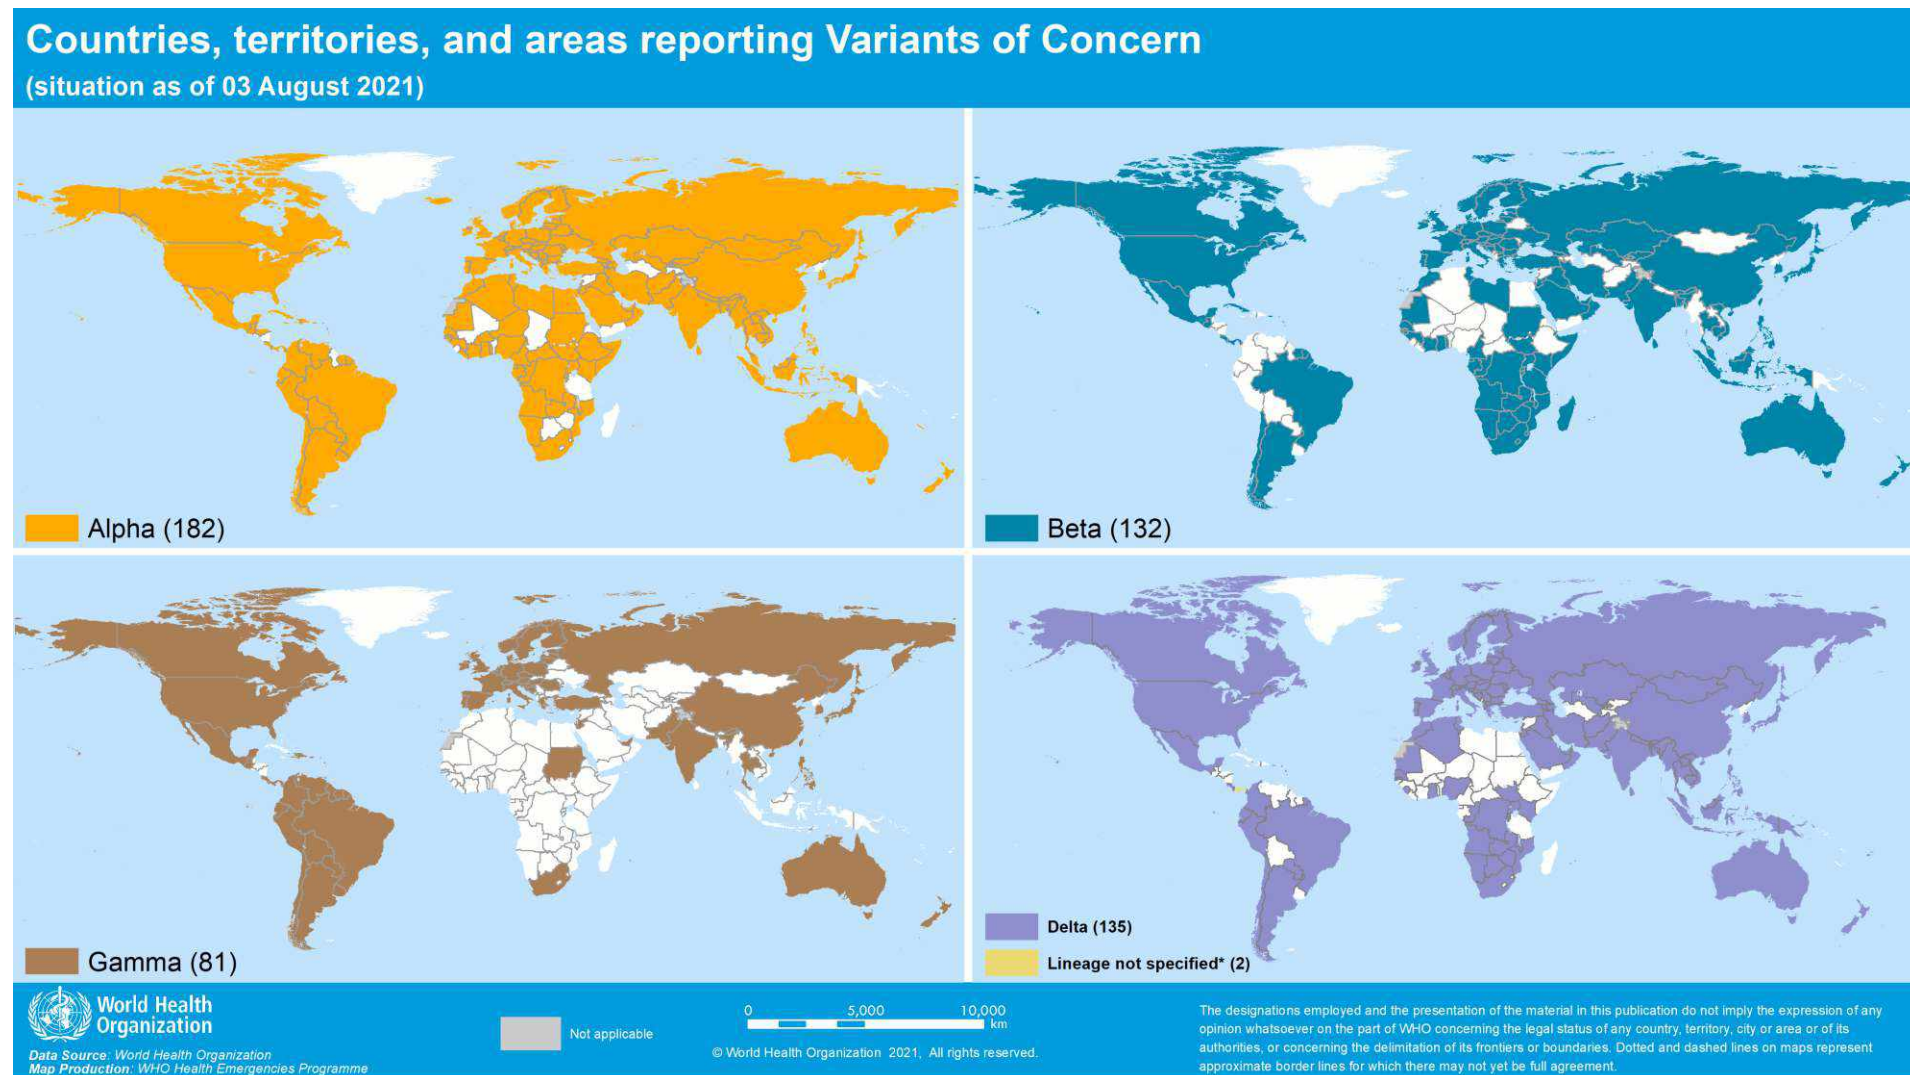 Countries, territories, and areas reporting Variants of Concern
(situation as of 03 August 2021)
Alpha (182)
Beta (132)
Gamma (81)
Delta (135)
Lineage not specified* (2)
World Health
Organization
Data Source: World Health Organization
Map Production: WHO Health Emergencies Programme
Not applicable
0 5,000 10,000
km
© World Health Organization 2021, All rights reserved.
The designations employed and the presentation of the material in this publication do not imply the expression of any
opinion whatsoever on the part of WHO concerning the legal status of any country, territory, city or area or of its
authorities, or concerning the delimitation of its frontiers or boundaries. Dotted and dashed lines on maps represent
approximate border lines for which there may not yet be full agreement.